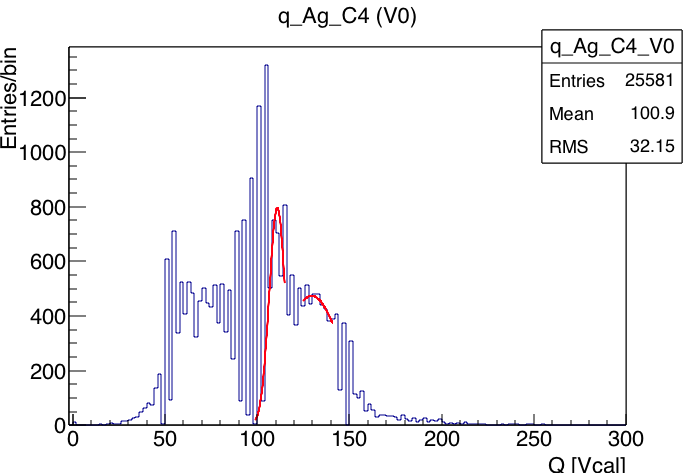 q_Ag_C4 (V0)
q_Ag_C4_V0
Entries 25581
Mean 100.9
RMS 32.15
Entries/bin
1200
1000
800
600
400
200
0
0 50 100 150 200 250 300
Q [Vcal]